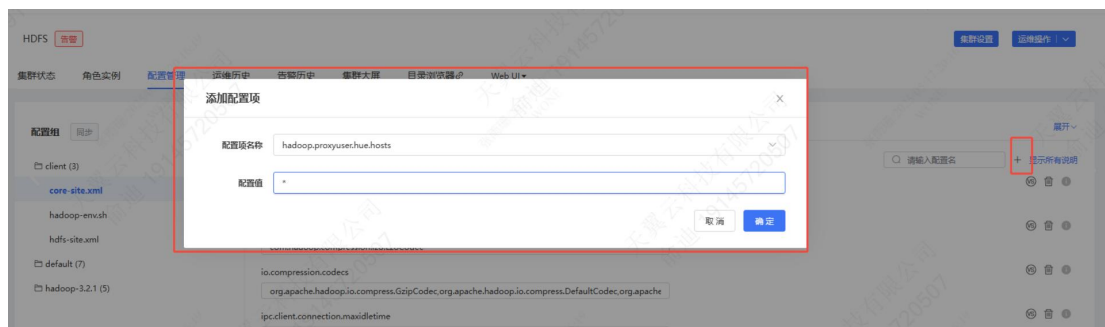 HDFS 告警 集群设置 运维操作
集群状态 角色实例 配置管理 运维历史 告警历史 集群大屏 目录浏览器 Web UI
添加配置项
配置组 同步 展开
配置项名称 hadoop.proxyuser.hue.hosts
client (3) 请输入配置名 + 显示所有说明
配置值 *
core-site.xml
hadoop-env.sh 取消 确定
hdfs-site.xml
default (7)
io.compression.codecs
hadoop-3.2.1 (5) org.apache.hadoop.io.compress.GzipCodec,org.apache.hadoop.io.compress.DefaultCodec,org.apache
ipc.client.connection.maxidletime